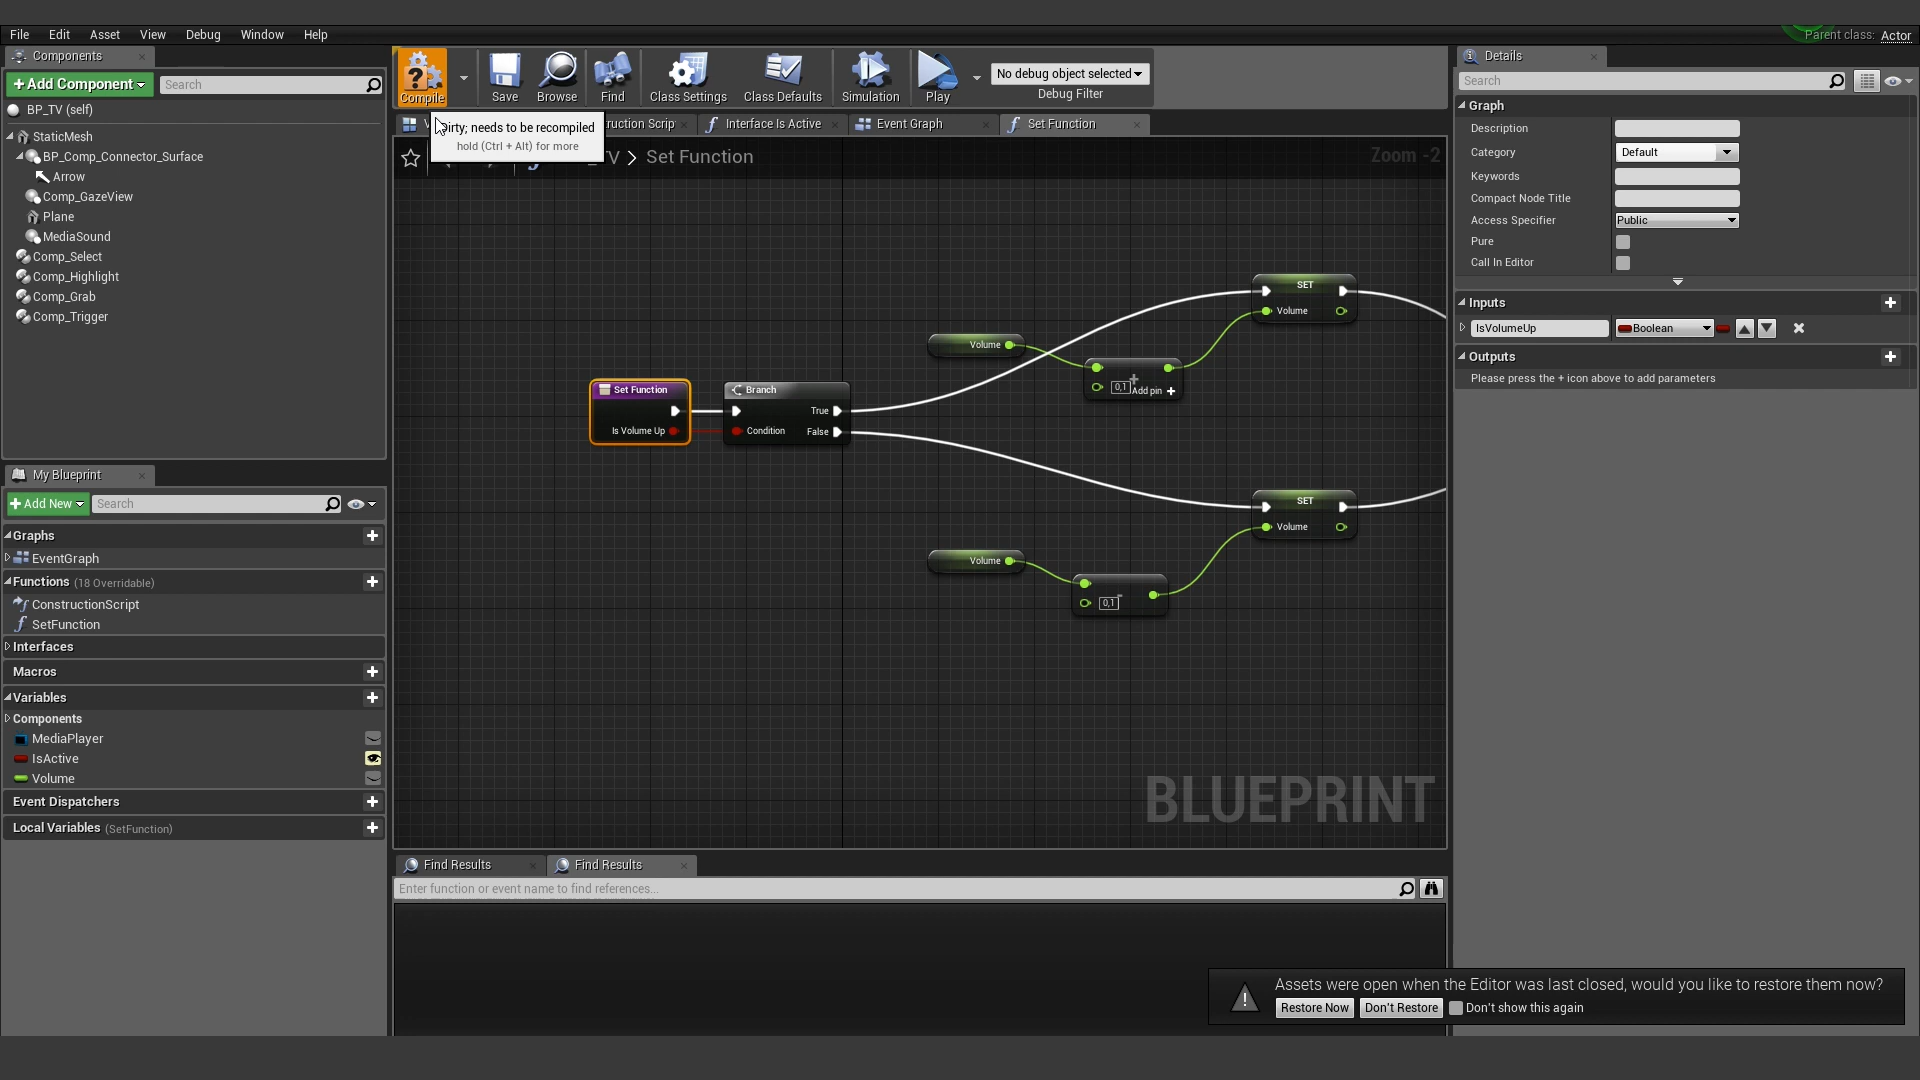 File Edit Asset View Debug Window Help
Parent class: Actor
Components
Add Component
Search
BP_TV (self)
StaticMesh
BP_Comp_Connector_Surface
Arrow
Comp_GazeView
Plane
MediaSound
Comp_Select
Comp_Highlight
Comp_Grab
Comp_Trigger
My Blueprint
Add New
Search
Graphs
EventGraph
Functions (18 Overridable)
ConstructionScript
SetFunction
Interfaces
Macros
Variables
Components
MediaPlayer
IsActive
Volume
Event Dispatchers
Local Variables (SetFunction)
Compile
Save
Browse
Find
Class Settings
Class Defaults
Simulation
Play
No debug object selected
Debug Filter
ruction Scrip
Interface Is Active
Event Graph
Set Function
Dirty; needs to be recompiled
hold (Ctrl + Alt) for more
TV > Set Function
Zoom -2
SET
Volume
Volume
0,1
Add pin +
Set Function
Is Volume Up
Branch
True
Condition
False
SET
Volume
Volume
0,1
BLUEPRINT
Find Results
Find Results
Enter function or event name to find references...
Details
Search
Graph
Description
Category
Default
Keywords
Compact Node Title
Access Specifier
Public
Pure
Call In Editor
Inputs
IsVolumeUp
Boolean
Outputs
Please press the + icon above to add parameters
Assets were open when the Editor was last closed, would you like to restore them now?
Restore Now
Don't Restore
Don't show this again